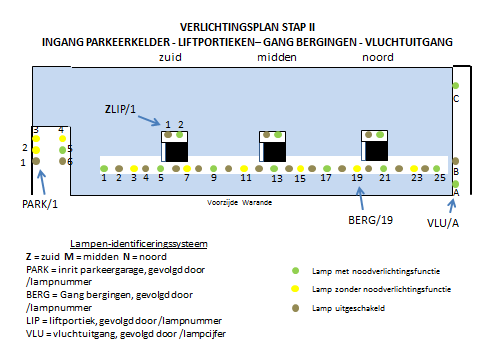 VERLICHTINGSPLAN STAP II
INGANG PARKEERKELDER - LIFTPORTIEKEN– GANG BERGINGEN - VLUCHTUITGANG
zuid midden noord
C
ZLIP/1
1 2
3 4
2 5
1 6
B
A
1 3 5 7 9 11 13 15 17 19 21 23 25
PARK/1
Voorzijde Warande
BERG/19
VLU/A
Lampen-identificeringssysteem
Z = zuid M = midden N = noord
PARK = inrit parkeergarage, gevolgd door
/lampnummer
BERG = Gang bergingen, gevolgd door
/lampnummer
LIP = liftportiek, gevolgd door /lampnummer
VLU = vluchtuitgang, gevolgd door /lampcijfer
Lamp met noodverlichtingsfunctie
Lamp zonder noodverlichtingsfunctie
Lamp uitgeschakeld